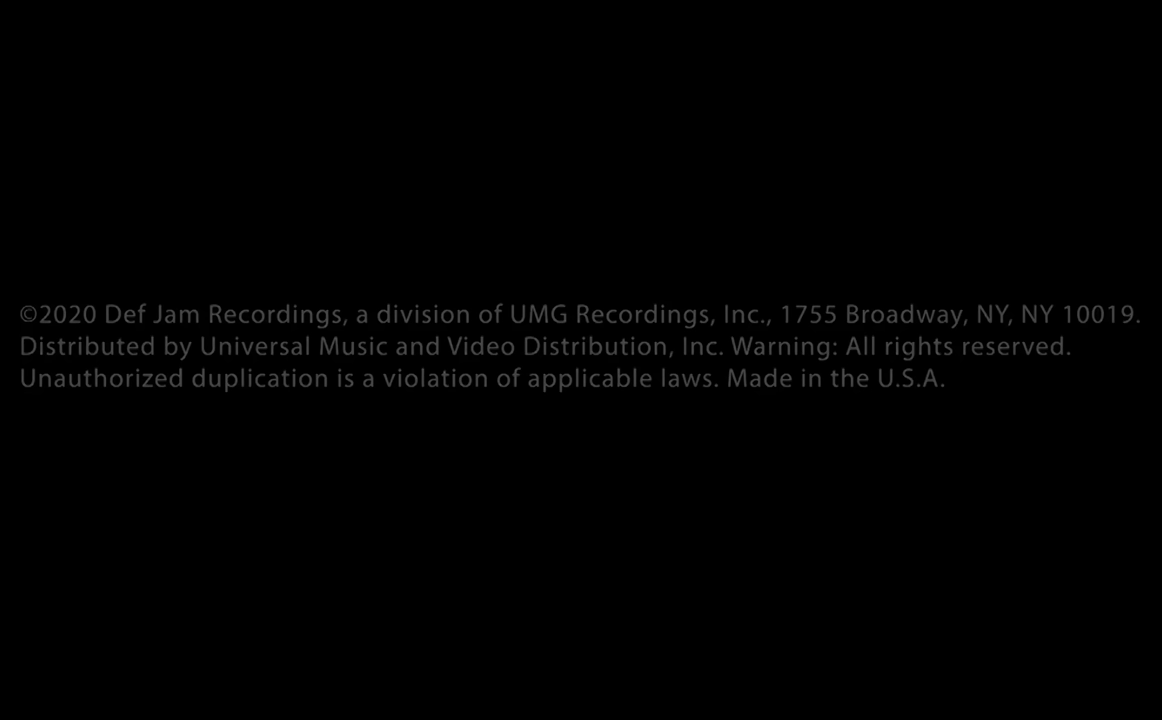 ©2020 Def Jam Recordings, a division of UMG Recordings, Inc., 1755 Broadway, NY, NY 10019.
Distributed by Universal Music and Video Distribution, Inc. Warning: All rights reserved.
Unauthorized duplication is a violation of applicable laws. Made in the U.S.A.